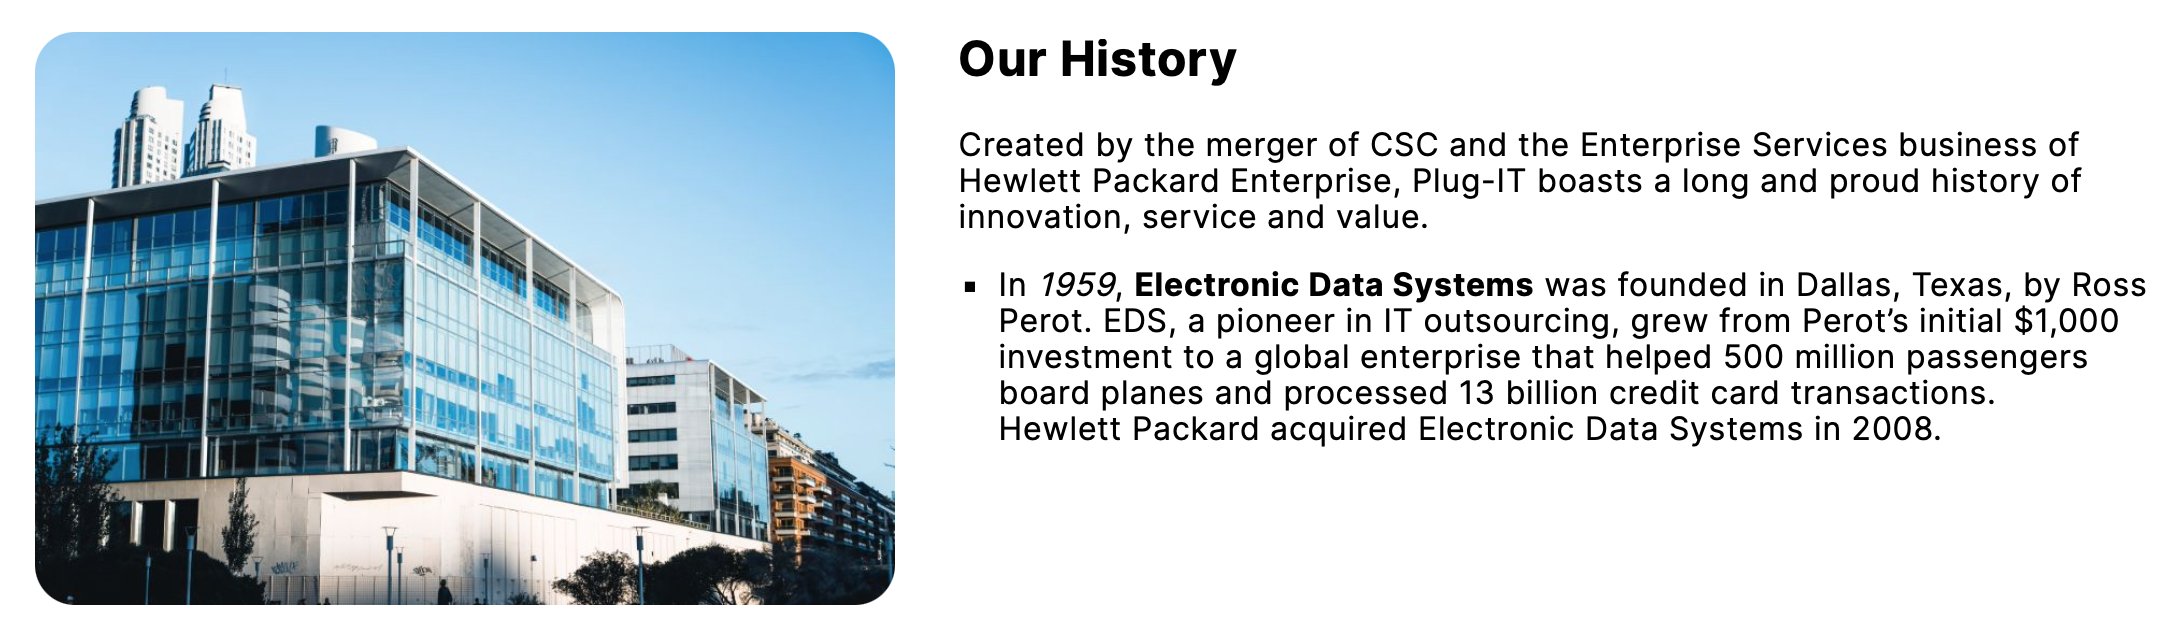 Our History
Created by the merger of CSC and the Enterprise Services business of
Hewlett Packard Enterprise, Plug-IT boasts a long and proud history of
innovation, service and value.
▪ In 1959, Electronic Data Systems was founded in Dallas, Texas, by Ross
Perot. EDS, a pioneer in IT outsourcing, grew from Perot’s initial $1,000
investment to a global enterprise that helped 500 million passengers
board planes and processed 13 billion credit card transactions.
Hewlett Packard acquired Electronic Data Systems in 2008.